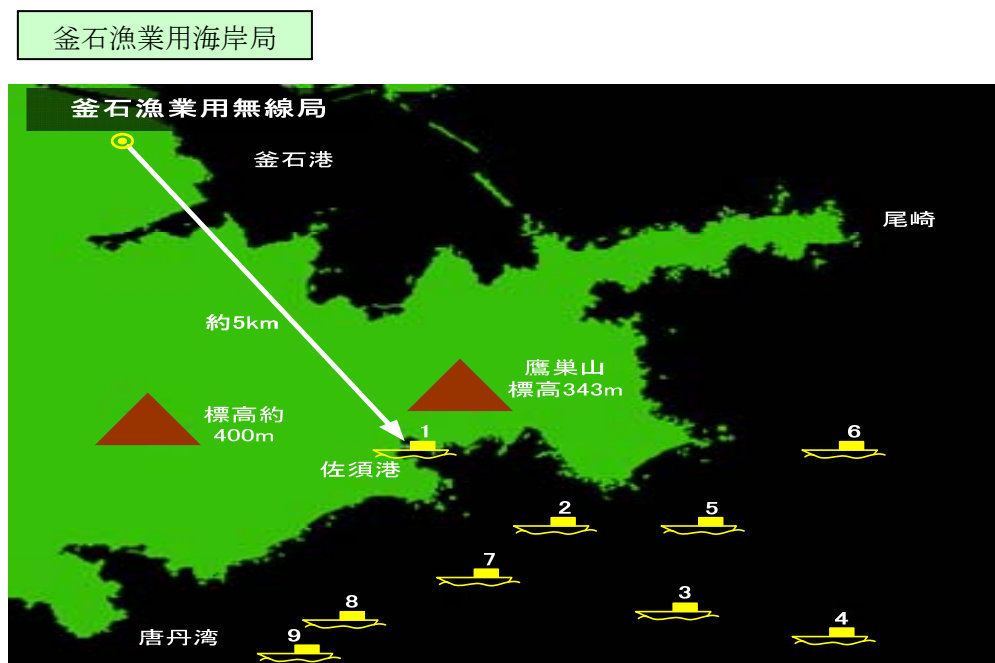 釜石漁業用海岸局
釜石漁業用無線局
釜石港
尾崎
約5km
鷹巣山
標高343m
標高約
400m
1
佐須港
6
2
5
7
3
8
4
9
唐丹湾